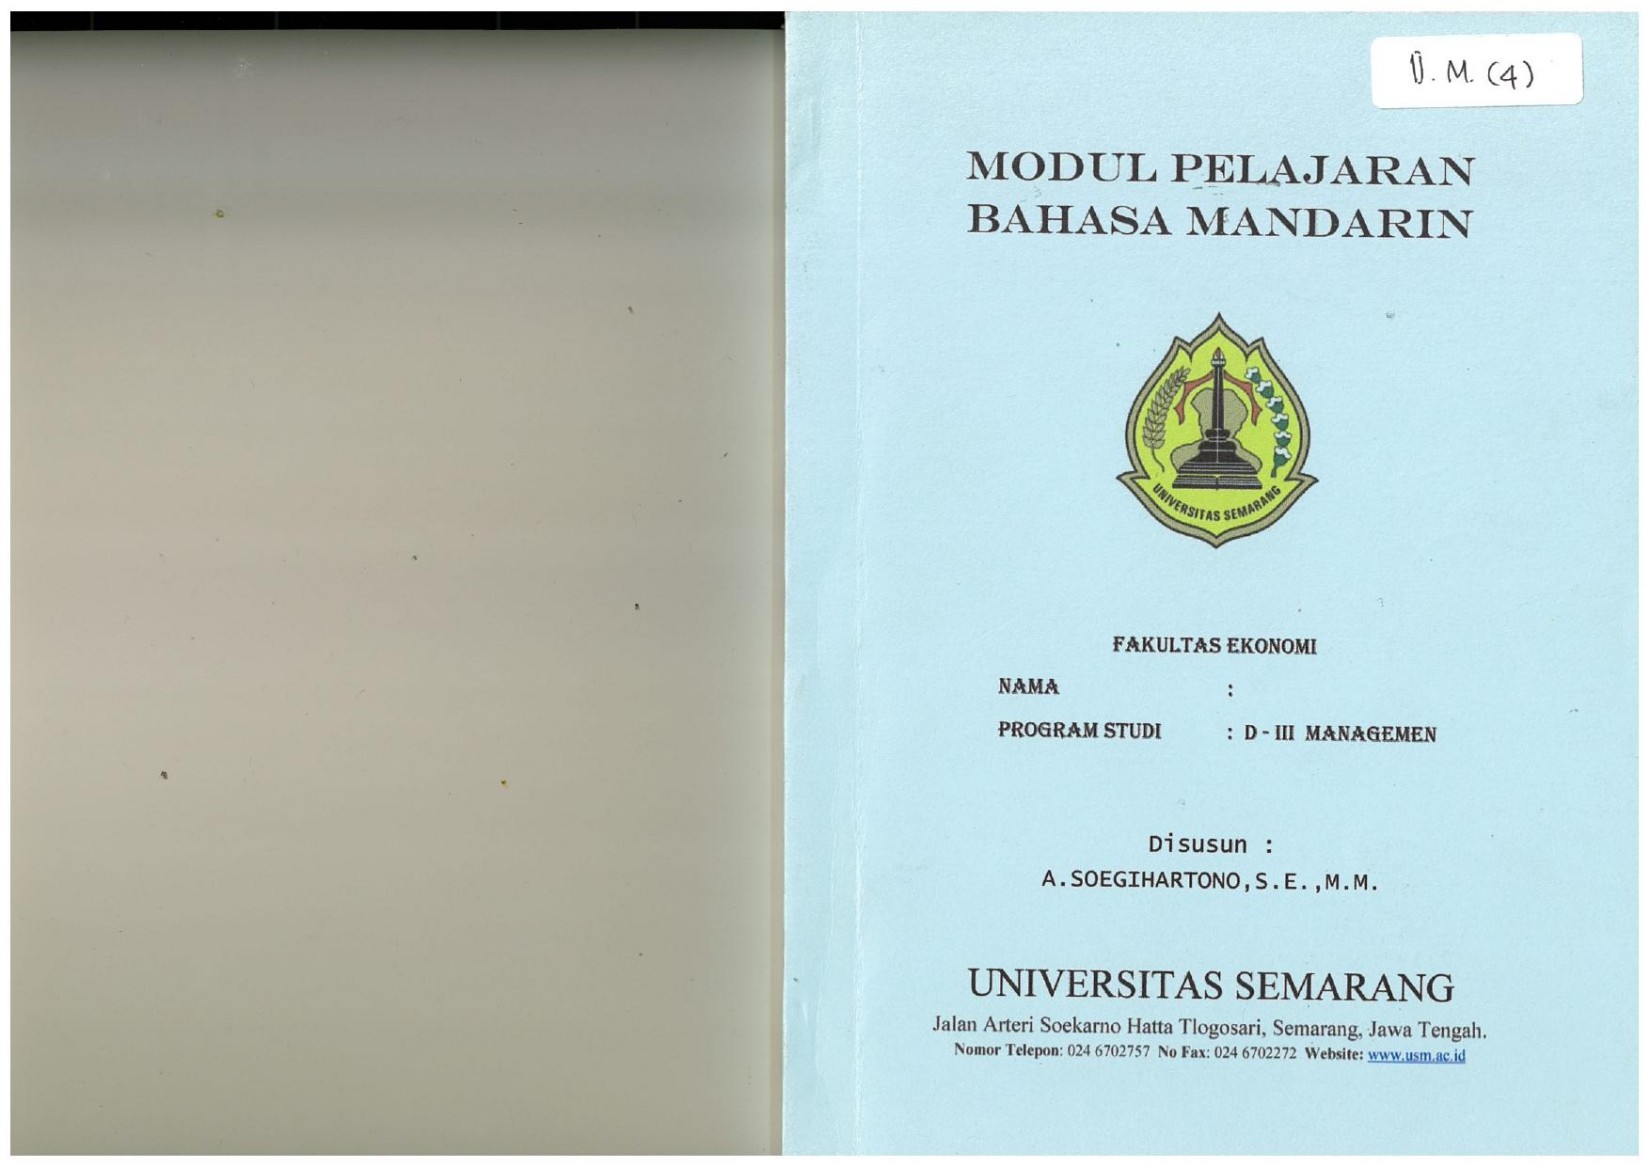 D. M. (4)
MODUL PELAJARAN
BAHASA MANDARIN
UNIVERSITAS SEMARANG
FAKULTAS EKONOMI
NAMA :
PROGRAM STUDI : D - III MANAGEMEN
Disusun :
A.SOEGIHARTONO,S.E.,M.M.
UNIVERSITAS SEMARANG
Jalan Arteri Soekarno Hatta Tlogosari, Semarang, Jawa Tengah.
Nomor Telepon: 024 6702757 No Fax: 024 6702272 Website: www.usm.ac.id